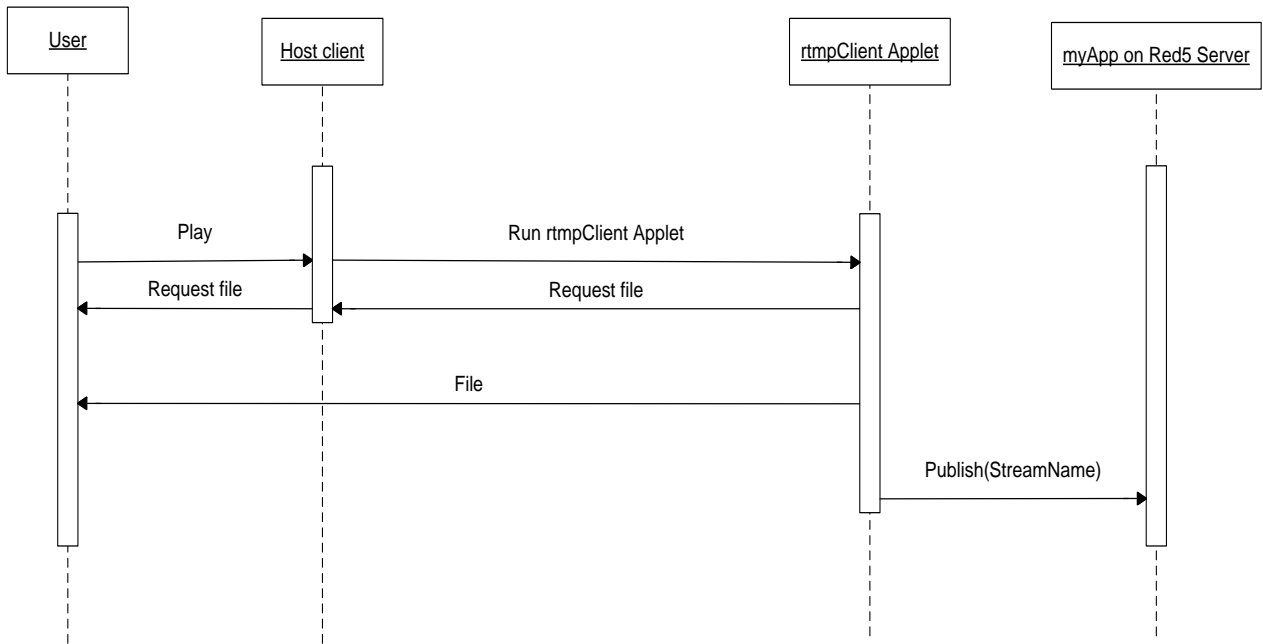 User
Host client
rtmpClient Applet
myApp on Red5 Server
Play
Run rtmpClient Applet
Request file
Request file
File
Publish(StreamName)